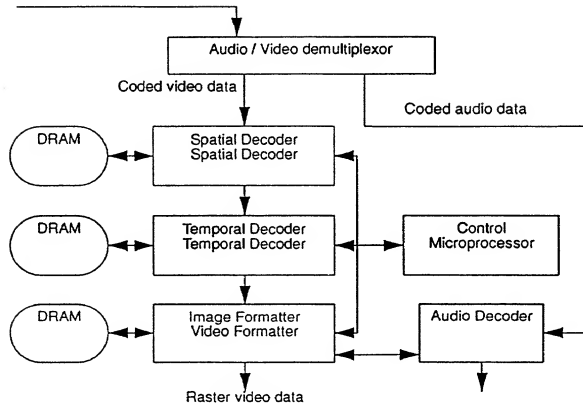 Audio / Video demultiplexor
Coded video data
Coded audio data
DRAM
Spatial Decoder
Spatial Decoder
DRAM
Temporal Decoder
Temporal Decoder
Control
Microprocessor
DRAM
Image Formatter
Video Formatter
Audio Decoder
Raster video data